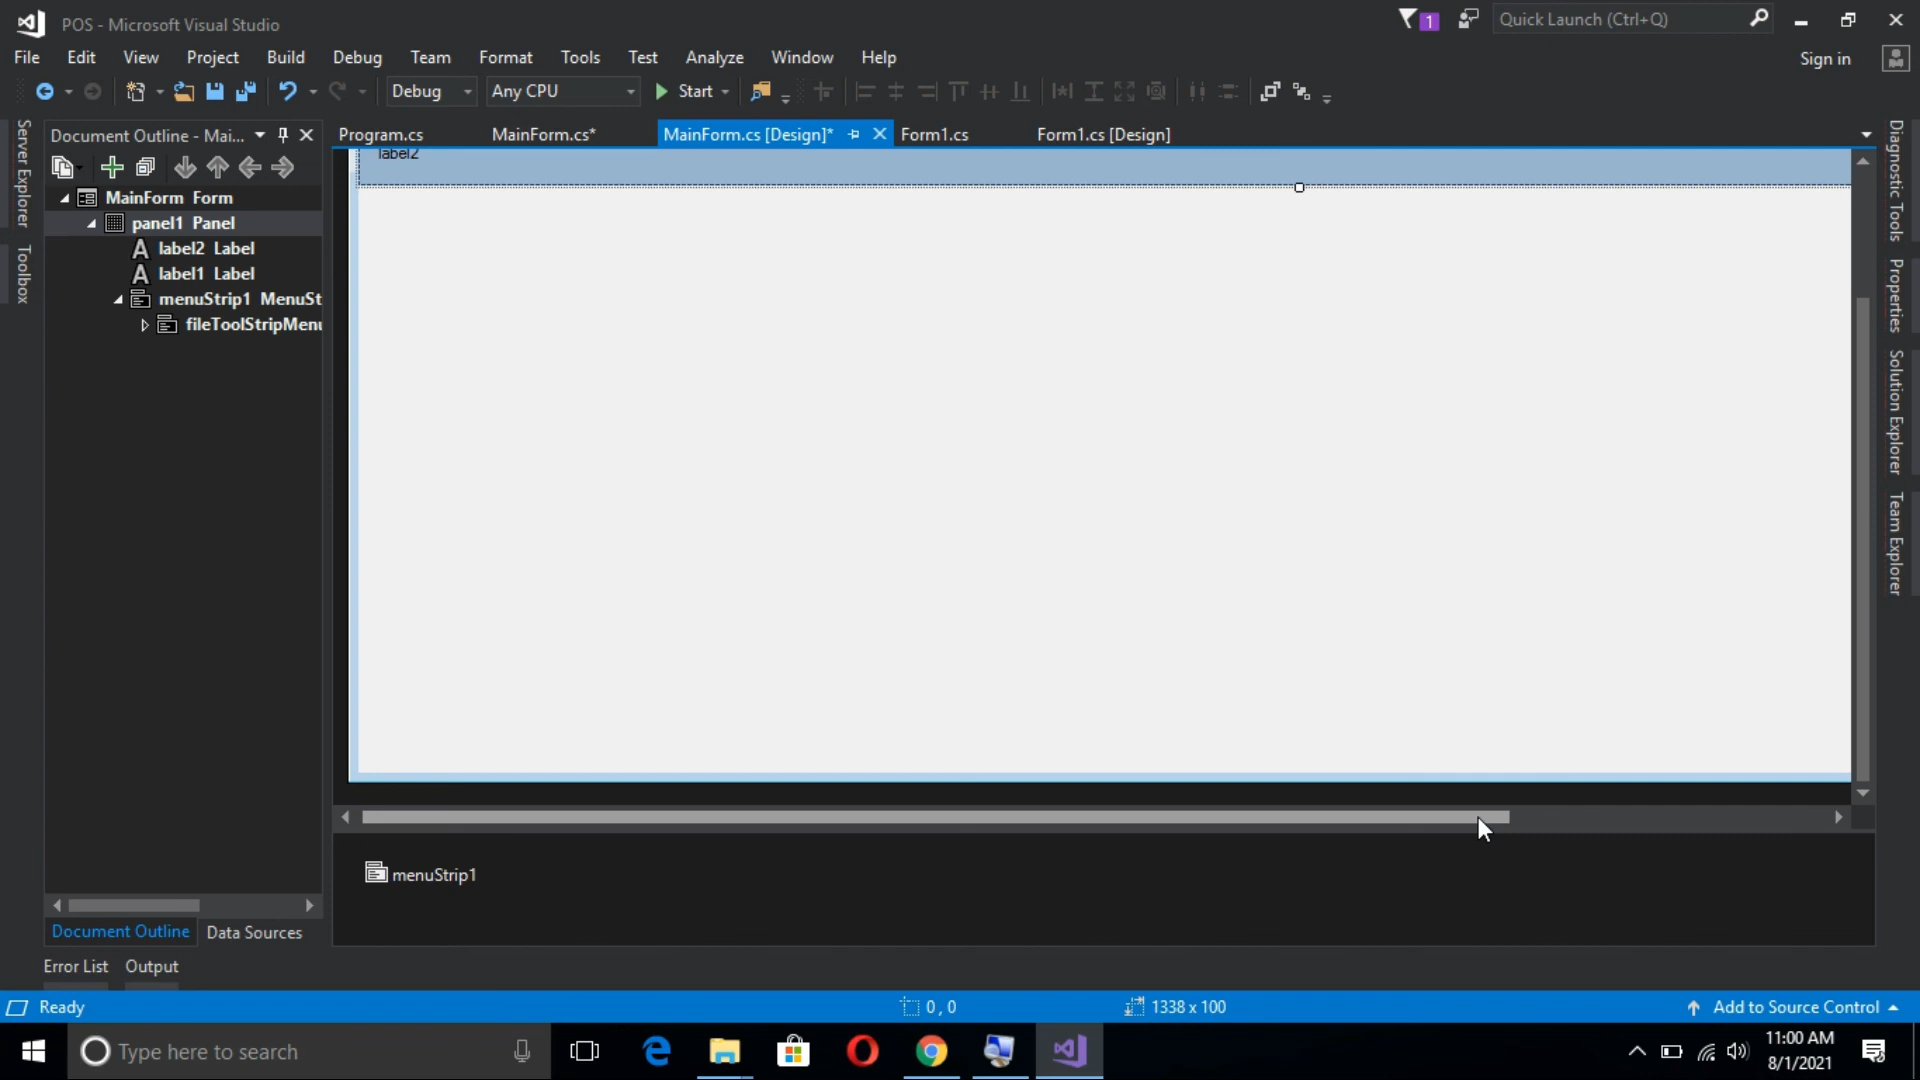 POS - Microsoft Visual Studio
1
Quick Launch (Ctrl+Q)
File Edit View Project Build Debug Team Format Tools Test Analyze Window Help
Sign in
Debug Any CPU Start
Server Explorer
Toolbox
Document Outline - Mai...
Program.cs MainForm.cs* MainForm.cs [Design]* Form1.cs Form1.cs [Design]
label2
MainForm Form
panel1 Panel
label2 Label
label1 Label
menuStrip1 MenuSt
fileToolStripMenu
Diagnostic Tools
Properties
Solution Explorer
Team Explorer
menuStrip1
Document Outline Data Sources
Error List Output
Ready 0 , 0 1338 x 100 Add to Source Control
Type here to search
11:00 AM
8/1/2021